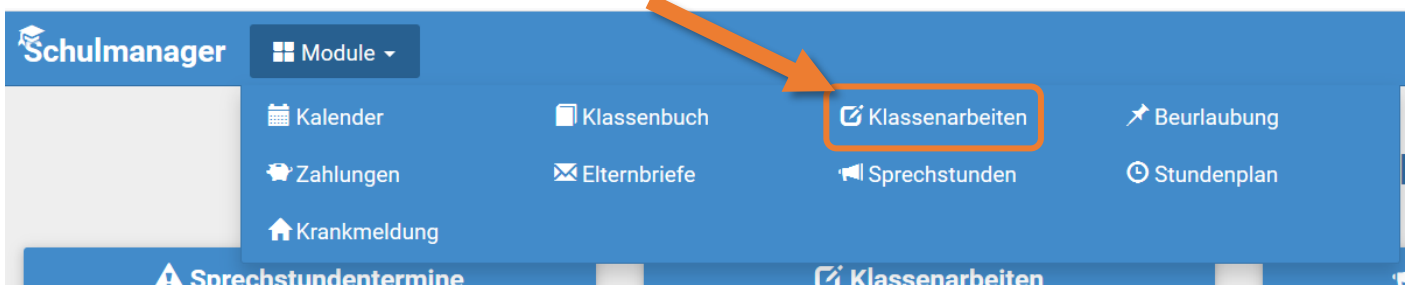 Schulmanager Module
Kalender Klassenbuch Klassenarbeiten Beurlaubung
Zahlungen Elternbriefe Sprechstunden Stundenplan
Krankmeldung
Sprechstundentermine Klassenarbeiten